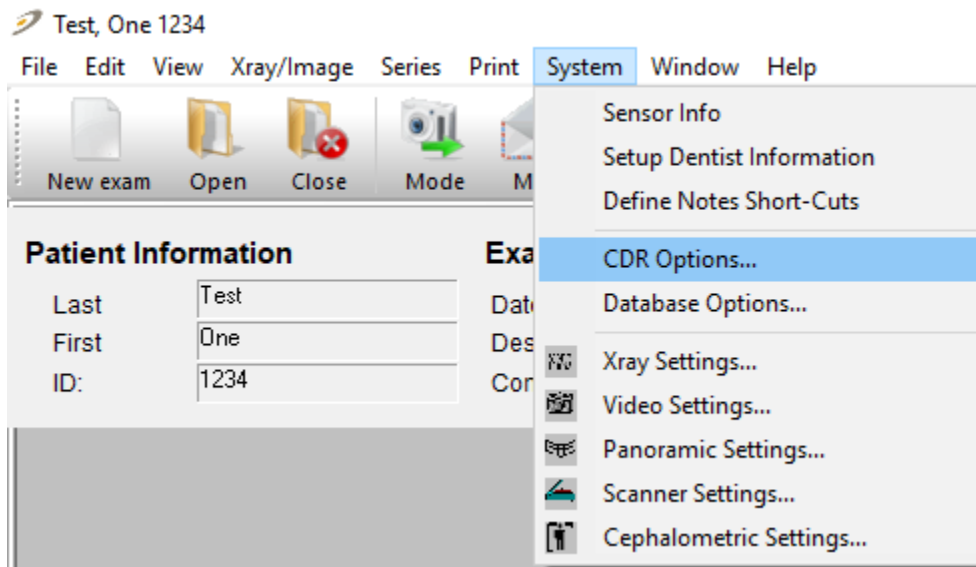 Test, One 1234
File Edit View Xray/Image Series Print System Window Help
New exam Open Close Mode
Sensor Info
Setup Dentist Information
Define Notes Short-Cuts
CDR Options...
Database Options...
Xray Settings...
Video Settings...
Panoramic Settings...
Scanner Settings...
Cephalometric Settings...
Patient Information
Last Test
First One
ID: 1234